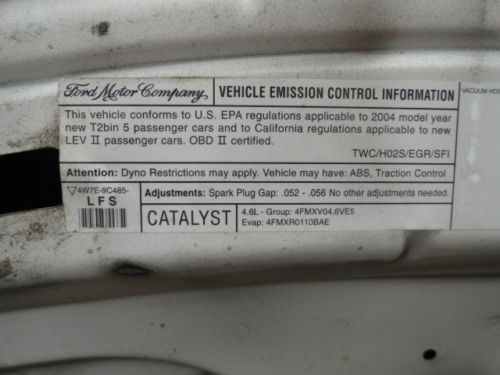 Ford Motor Company, VEHICLE EMISSION CONTROL INFORMATION
VACUUM HOS
This vehicle conforms to U.S. EPA regulations applicable to 2004 model year
new T2bin 5 passenger cars and to California regulations applicable to new
LEV II passenger cars. OBD II certified.
TWC/H02S/EGR/SFI
Attention: Dyno Restrictions may apply. Vehicle may have: ABS, Traction Control
4W7E-9C485-
LFS
Adjustments: Spark Plug Gap: .052 - .056 No other adjustments needed.
CATALYST
4.6L - Group: 4FMXV04.6VE5
Evap: 4FMXR0110BAE